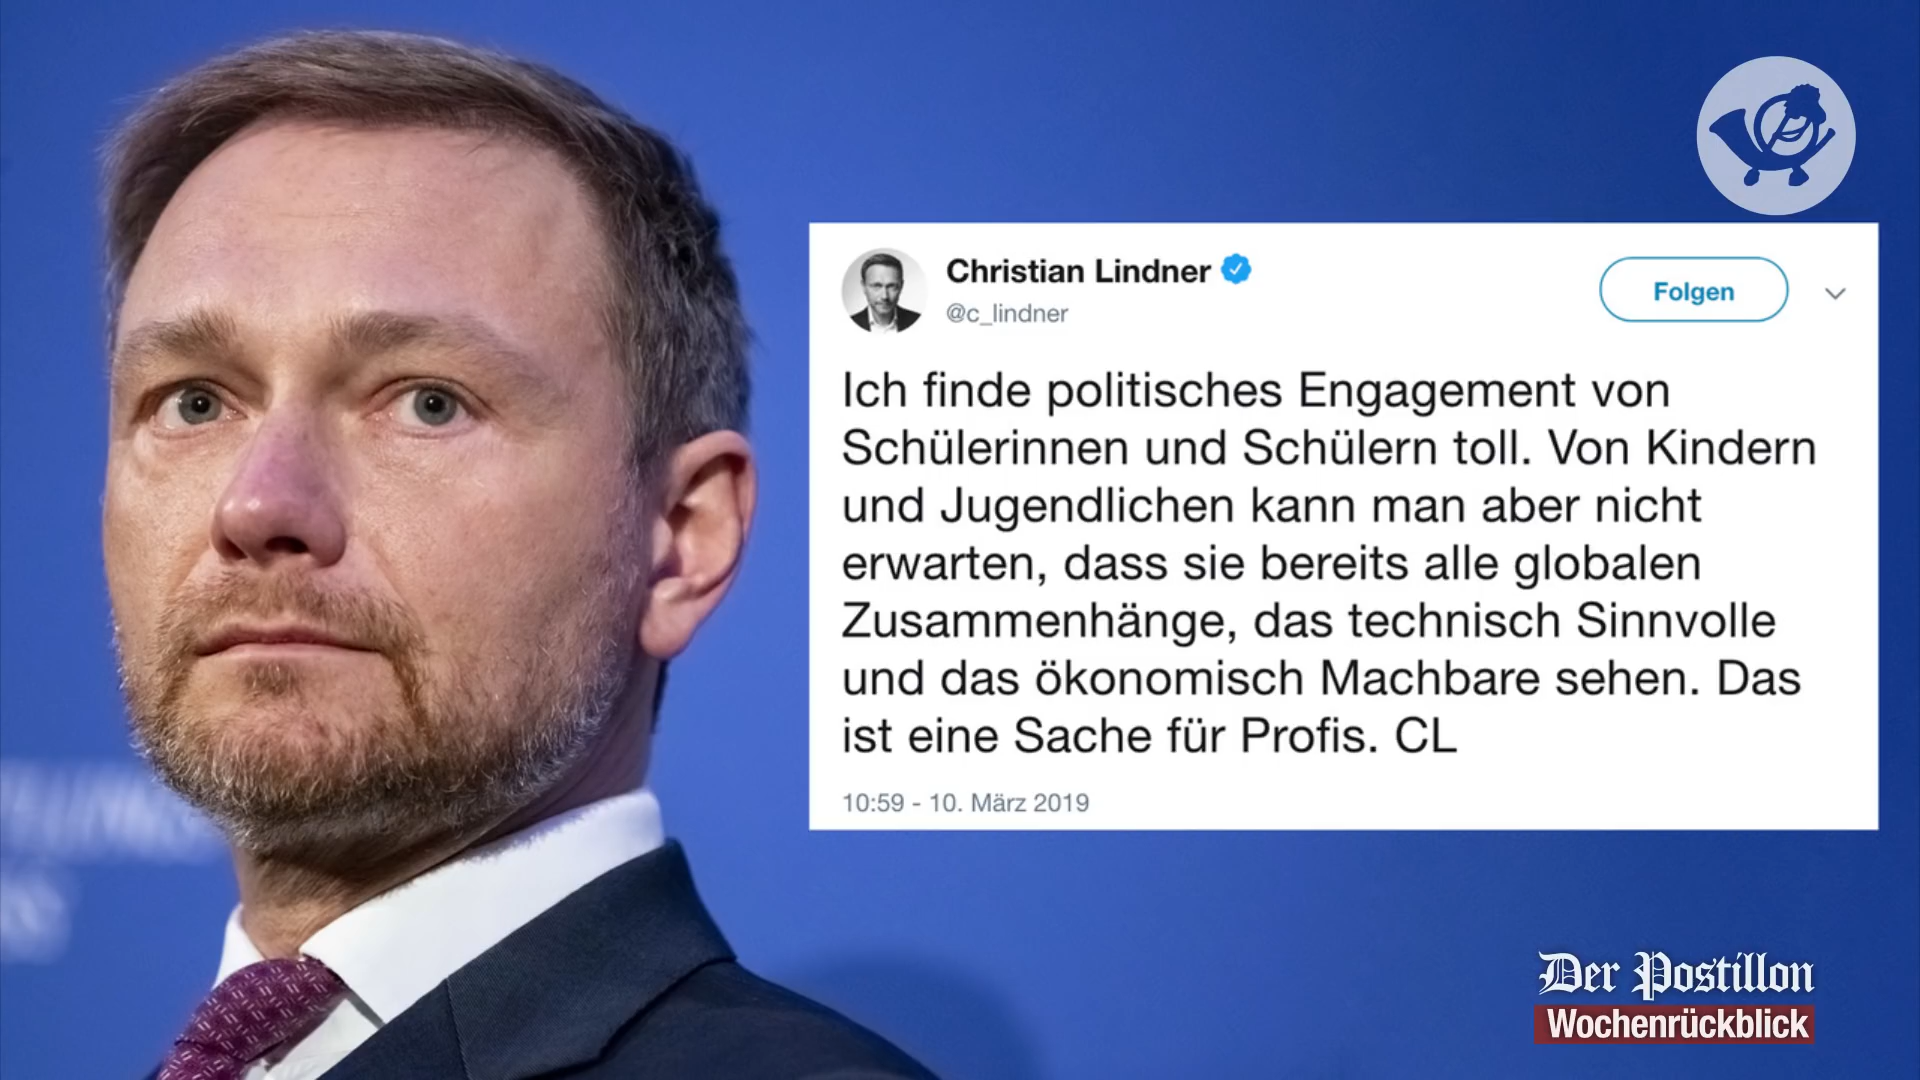 Christian Lindner
@c_lindner
Folgen
Ich finde politisches Engagement von
Schülerinnen und Schülern toll. Von Kindern
und Jugendlichen kann man aber nicht
erwarten, dass sie bereits alle globalen
Zusammenhänge, das technisch Sinnvolle
und das ökonomisch Machbare sehen. Das
ist eine Sache für Profis. CL
10:59 - 10. März 2019
Der Postillon
Wochenrückblick